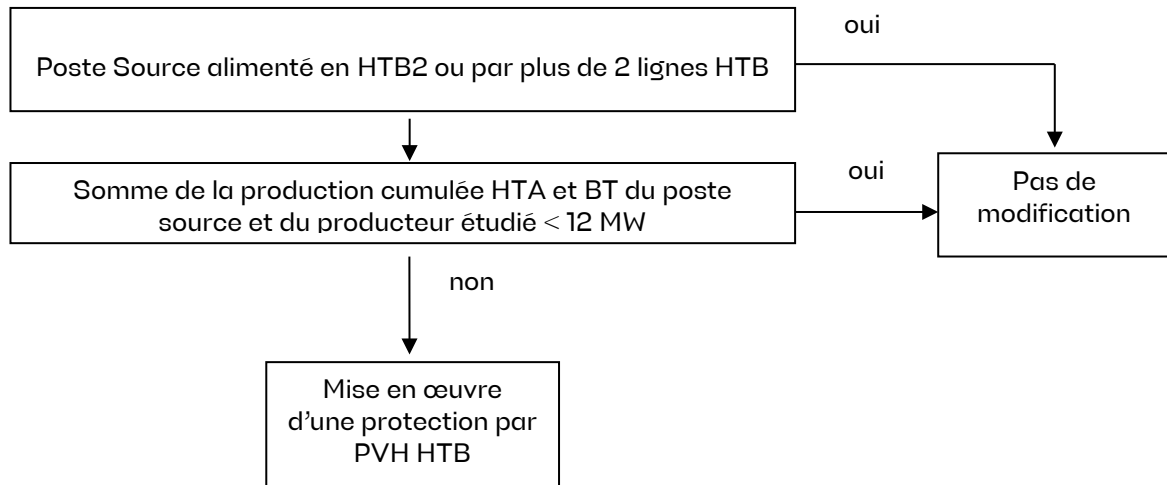 oui
Poste Source alimenté en HTB2 ou par plus de 2 lignes HTB
oui
Somme de la production cumulée HTA et BT du poste
source et du producteur étudié < 12 MW
Pas de
modification
non
Mise en œuvre
d’une protection par
PVH HTB